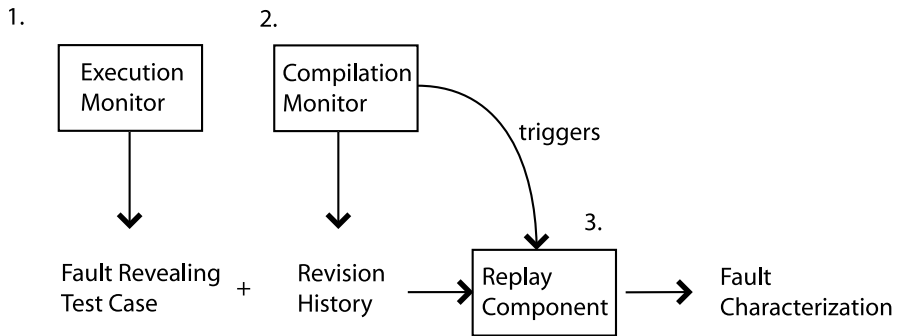 1.
Execution
Monitor
2.
Compilation
Monitor
triggers
3.
Fault Revealing
Test Case
+
Revision
History
Replay
Component
Fault
Characterization